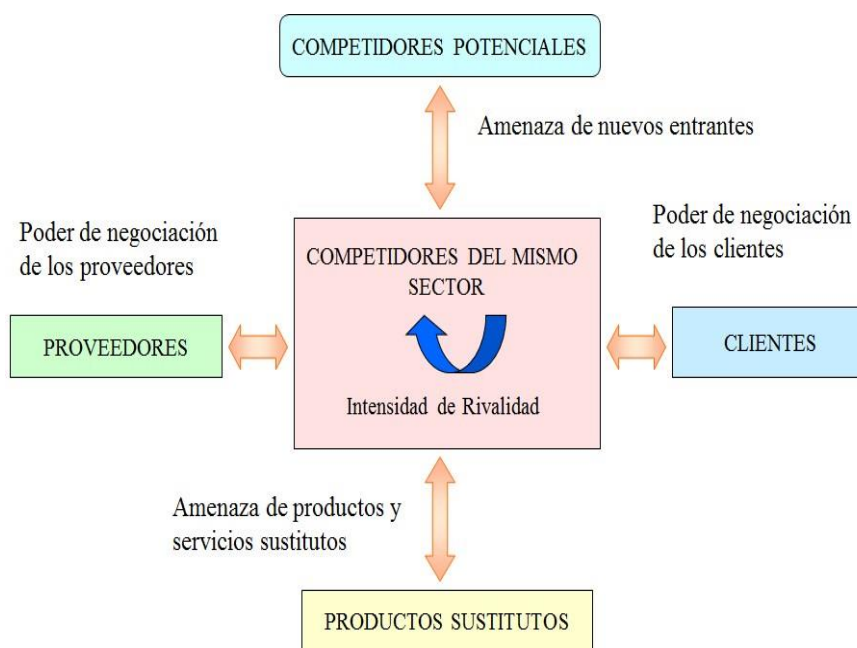 COMPETIDORES POTENCIALES
Amenaza de nuevos entrantes
Poder de negociación
de los proveedores
Poder de negociación
de los clientes
COMPETIDORES DEL MISMO
SECTOR
PROVEEDORES
CLIENTES
Intensidad de Rivalidad
Amenaza de productos y
servicios sustitutos
PRODUCTOS SUSTITUTOS